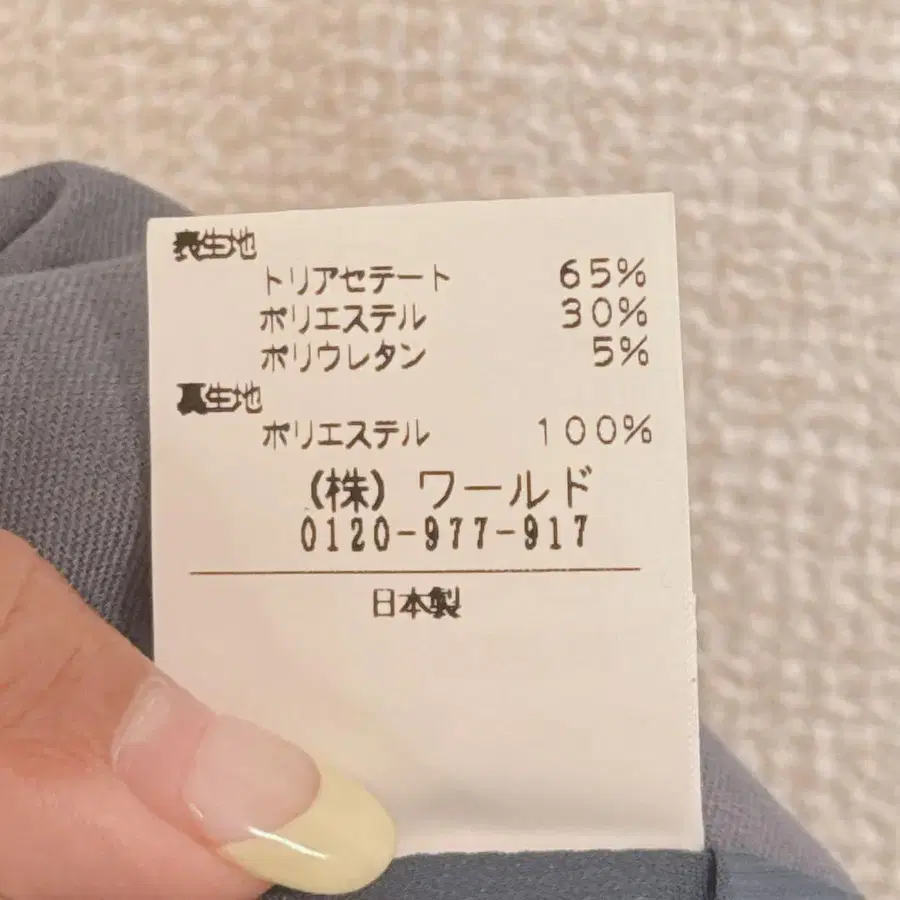 表生地
トリアセテート 65%
ポリエステル 30%
ポリウレタン 5%
裏生地
ポリエステル 100%
(株) ワールド
0120-977-917
日本製